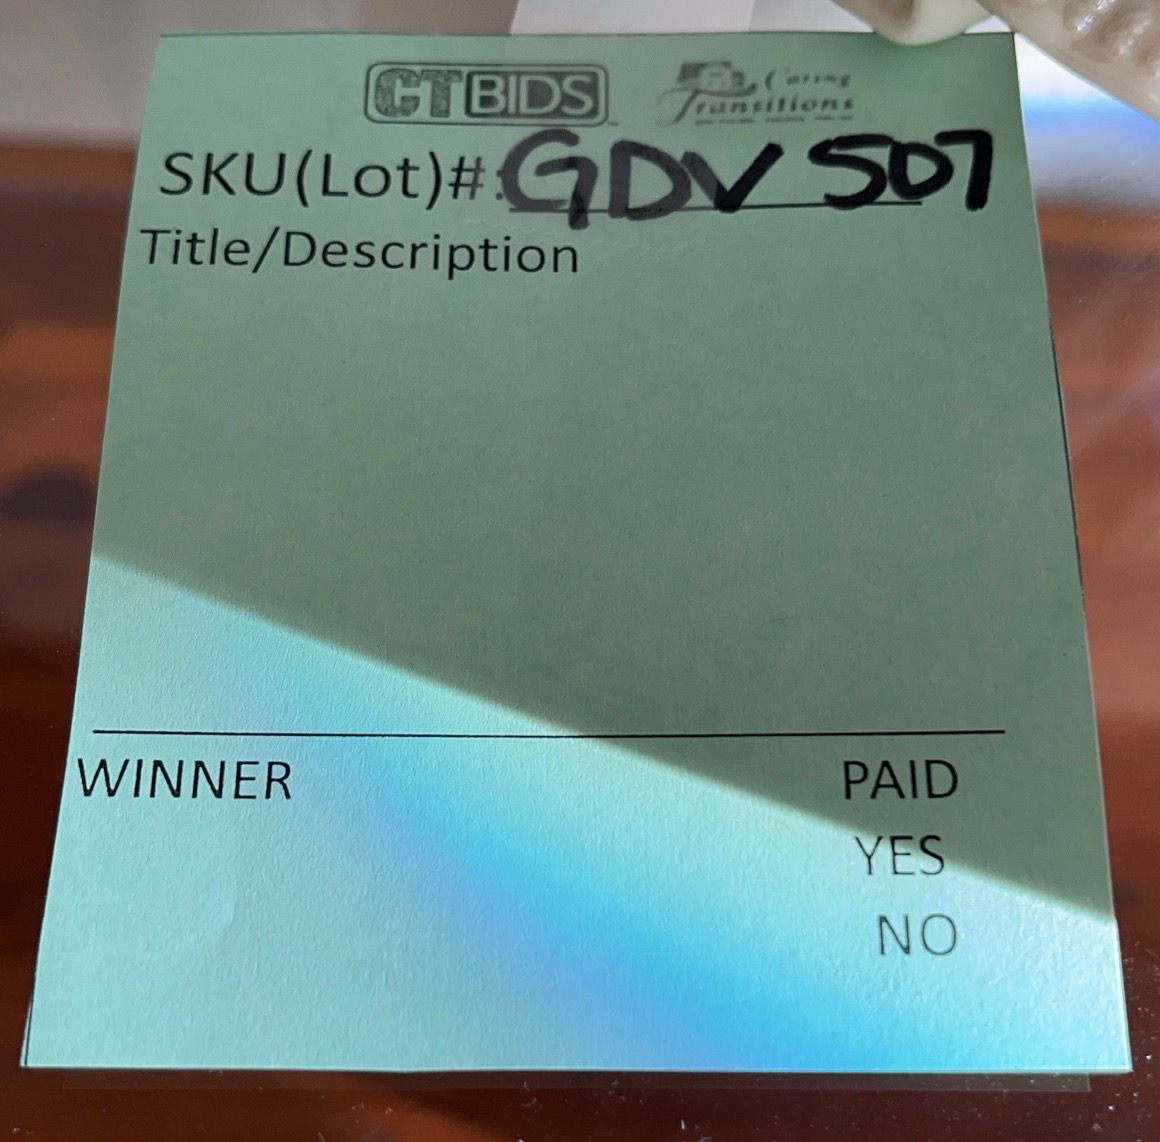 CTBIDS Caring Transitions
SKU(Lot)#: GDV 507
Title/Description
WINNER PAID
YES
NO